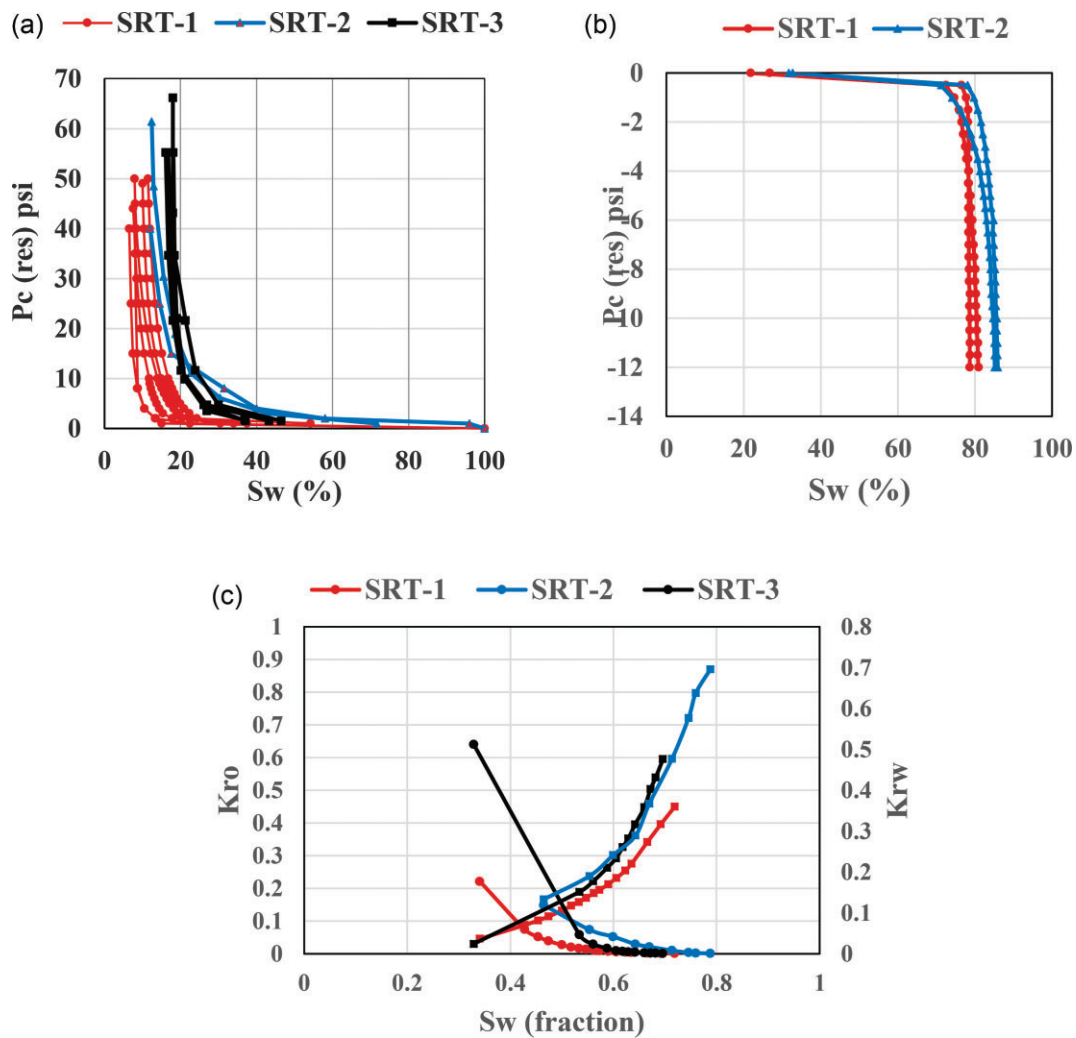 (a) SRT-1 SRT-2 SRT-3
70
60
50
40
30
20
10
0
0 20 40 60 80 100
Pc (res) psi
Sw (%)
(b) SRT-1 SRT-2
0
-2
-4
-6
-8
-10
-12
-14
0 20 40 60 80 100
Pc (res) psi
Sw (%)
(c) SRT-1 SRT-2 SRT-3
1
0.9
0.8
0.7
0.6
0.5
0.4
0.3
0.2
0.1
0
Kro
0.8
0.7
0.6
0.5
0.4
0.3
0.2
0.1
0
Krw
0 0.2 0.4 0.6 0.8 1
Sw (fraction)